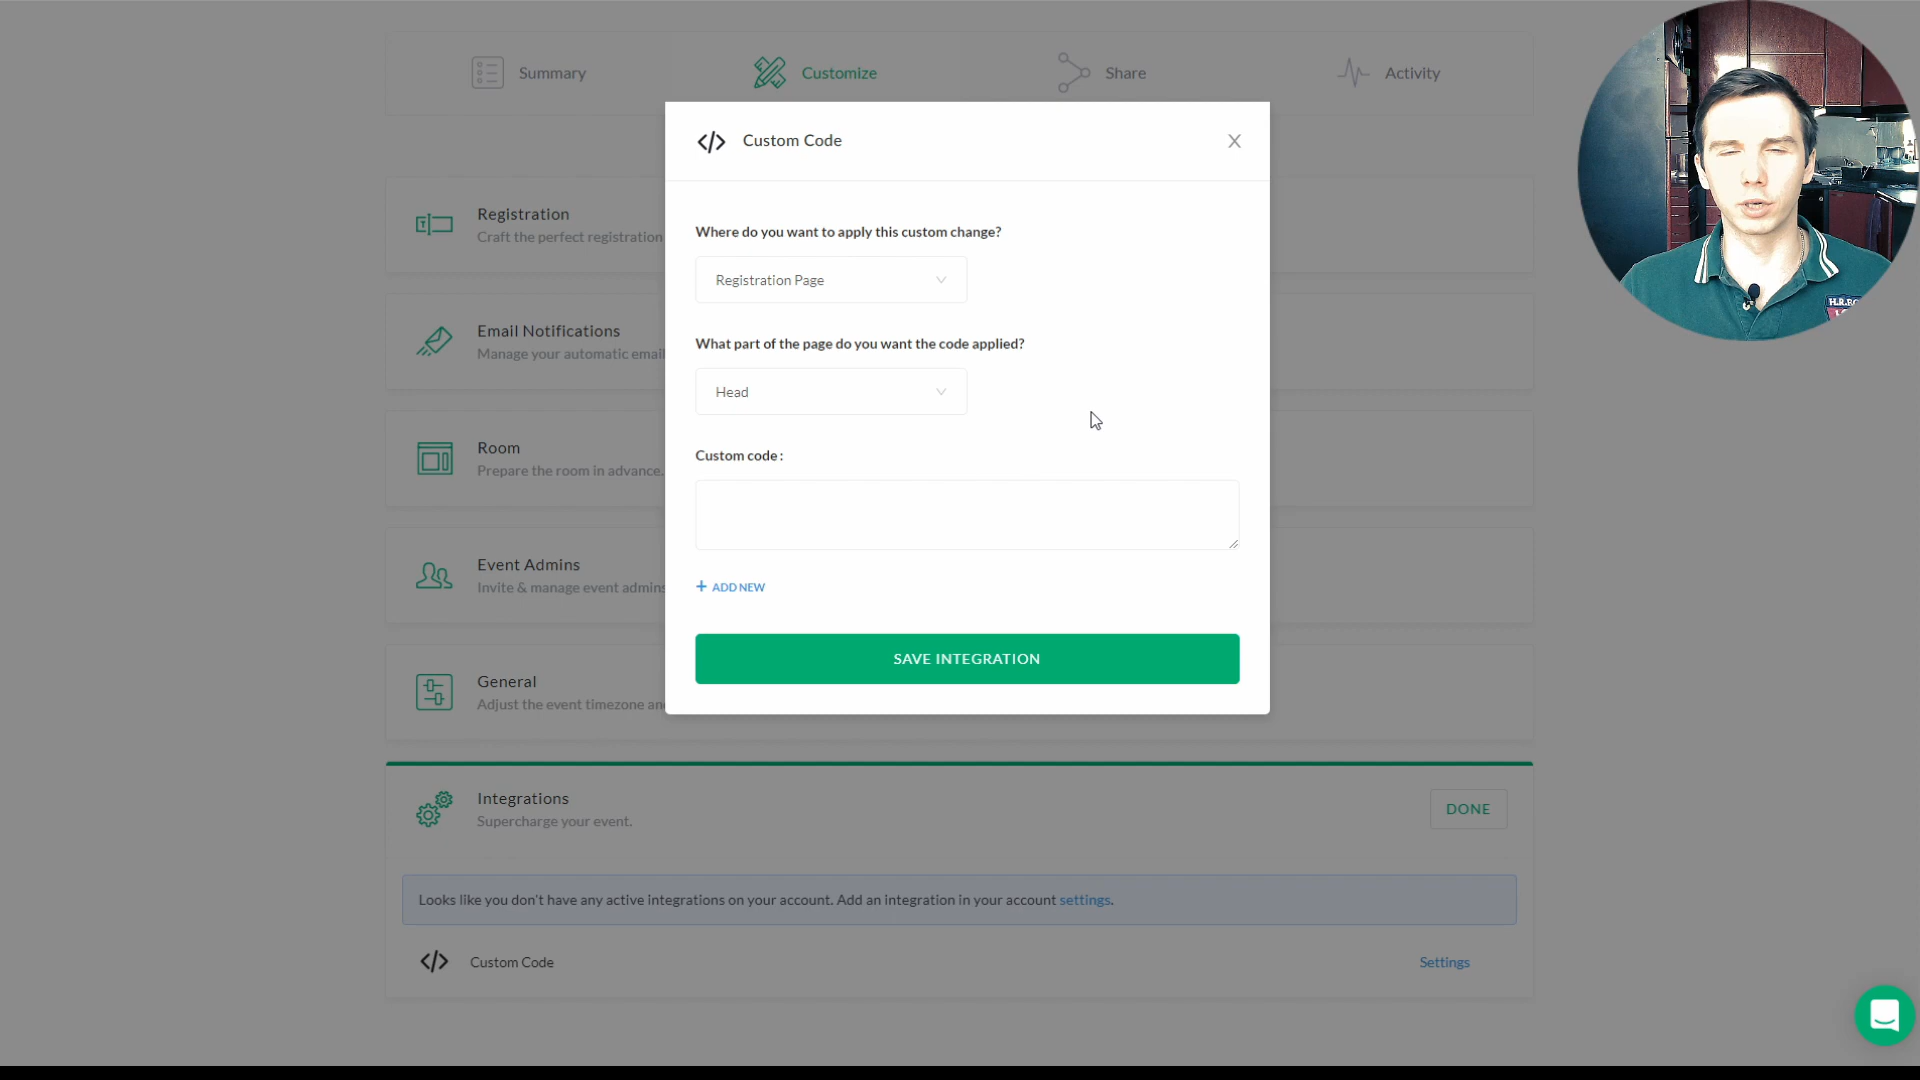 Summary
Customize
Share
Activity
Custom Code
X
Where do you want to apply this custom change?
Registration Page
What part of the page do you want the code applied?
Head
Custom code:
+ ADD NEW
SAVE INTEGRATION
Registration
Craft the perfect registration
Email Notifications
Manage your automatic email
Room
Prepare the room in advance.
Event Admins
Invite & manage event admins
General
Adjust the event timezone an
Integrations
Supercharge your event.
DONE
Looks like you don't have any active integrations on your account. Add an integration in your account settings.
</> Custom Code
Settings